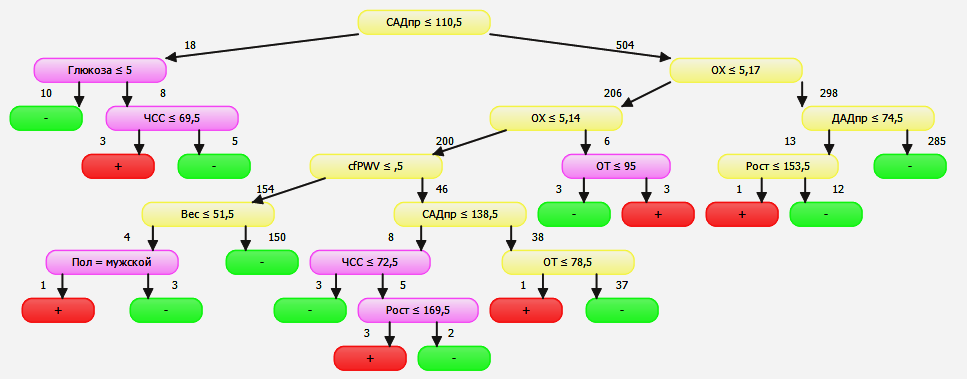 САДпр ≤ 110,5
18 504
Глюкоза ≤ 5 ОХ ≤ 5,17
10 8 206 298
- ЧСС ≤ 69,5 ОХ ≤ 5,14 ДАДпр ≤ 74,5
3 5 200 6 13 285
+ - cfPWV ≤ ,5 ОТ ≤ 95 Рост ≤ 153,5 -
154 46 3 3 1 12
Вес ≤ 51,5 САДпр ≤ 138,5 - + + -
4 150 8 38
Пол = мужской - ЧСС ≤ 72,5 ОТ ≤ 78,5
1 3 3 5 1 37
+ - - Рост ≤ 169,5 + -
3 2
+ -